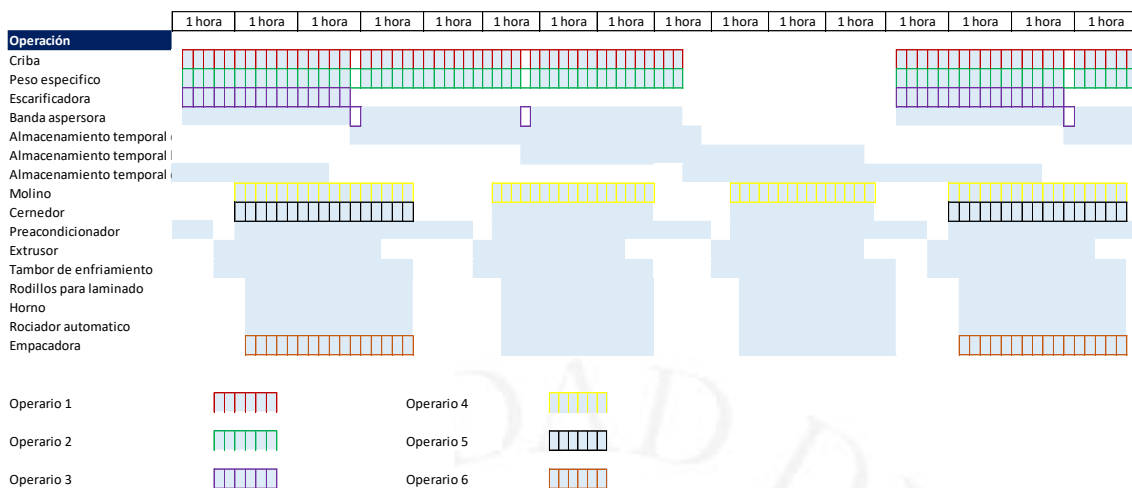 1 hora 1 hora 1 hora 1 hora 1 hora 1 hora 1 hora 1 hora 1 hora 1 hora 1 hora 1 hora 1 hora 1 hora 1 hora 1 hora
Operación
Criba
Peso especifico
Escarificadora
Banda aspersora
Almacenamiento temporal
Almacenamiento temporal
Almacenamiento temporal
Molino
Cernedor
Preacondicionador
Extrusor
Tambor de enfriamiento
Rodillos para laminado
Horno
Rociador automatico
Empacadora
Operario 1 Operario 4
Operario 2 Operario 5
Operario 3 Operario 6